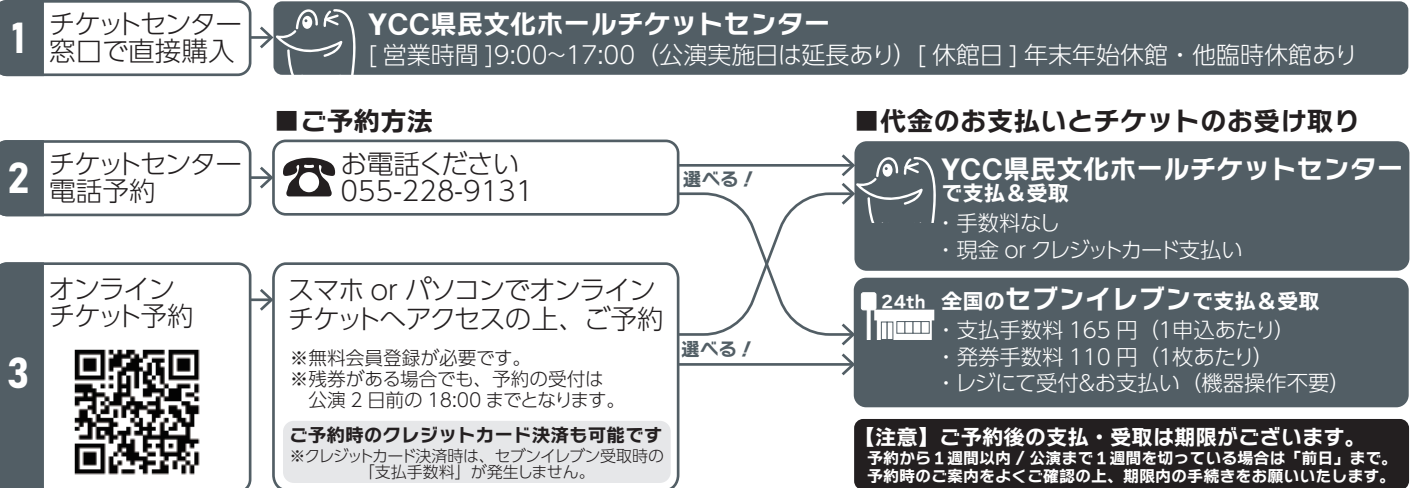 1
チケットセンター
窓口で直接購入
YCC県民文化ホールチケットセンター
[ 営業時間 ]9:00~17:00（公演実施日は延長あり）[ 休館日 ] 年末年始休館・他臨時休館あり
■ご予約方法
■代金のお支払いとチケットのお受け取り
2
チケットセンター
電話予約
お電話ください
055-228-9131
選べる！
YCC県民文化ホールチケットセンター
で支払＆受取
・手数料なし
・現金 or クレジットカード支払い
3
オンライン
チケット予約
スマホ or パソコンでオンライン
チケットへアクセスの上、ご予約
※無料会員登録が必要です。
※残券がある場合でも、予約の受付は
公演 2 日前の 18:00 までとなります。
ご予約時のクレジットカード決済も可能です
※クレジットカード決済時は、セブンイレブン受取時の
「支払手数料」が発生しません。
選べる！
24th
全国のセブンイレブンで支払＆受取
・支払手数料 165 円（1申込あたり）
・発券手数料 110 円（1枚あたり）
・レジにて受付&お支払い（機器操作不要）
【注意】ご予約後の支払・受取は期限がございます。
予約から１週間以内 / 公演まで１週間を切っている場合は「前日」まで。
予約時のご案内をよくご確認の上、期限内の手続きをお願いいたします。